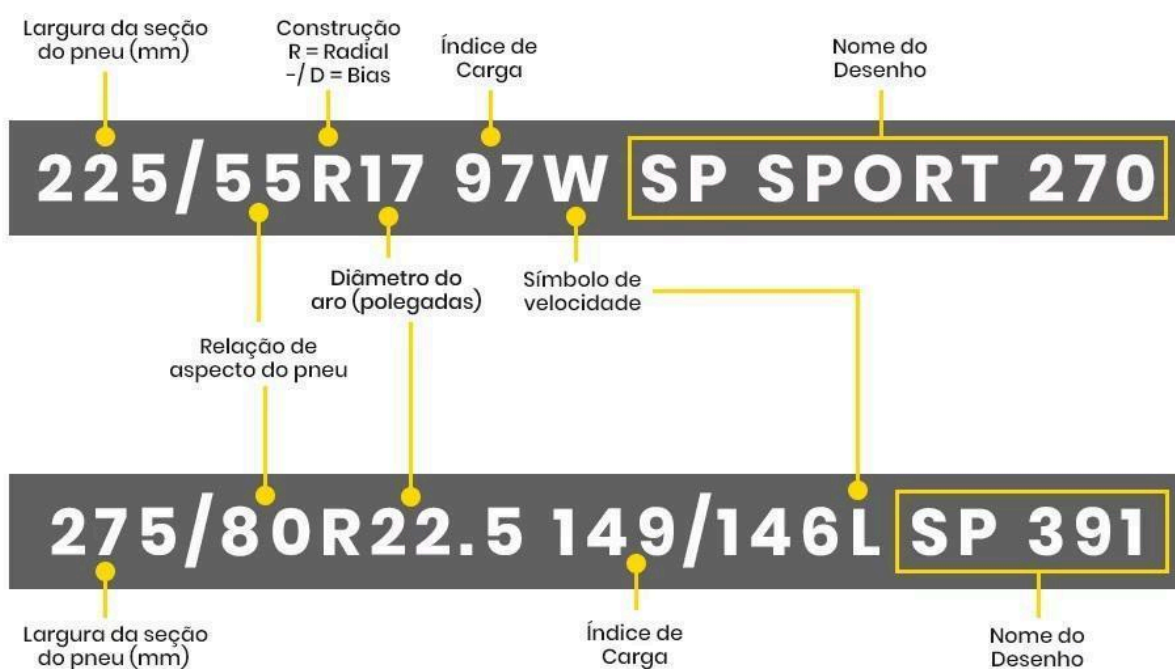 Largura da seção
do pneu (mm)
Construção
R = Radial
-/ D = Bias
Índice de
Carga
Nome do
Desenho
225/55R17 97W SP SPORT 270
Diâmetro do
aro (polegadas)
Símbolo de
velocidade
Relação de
aspecto do pneu
275/80R22.5 149/146L SP 391
Largura da seção
do pneu (mm)
Índice de
Carga
Nome do
Desenho